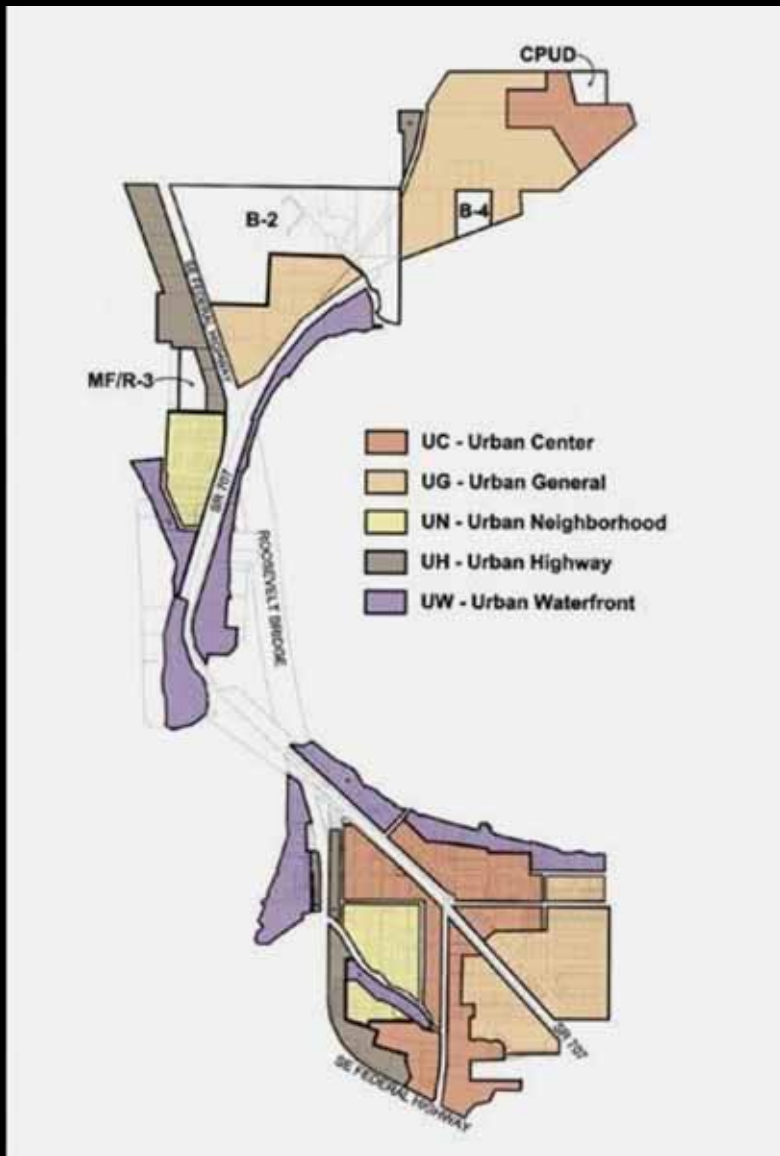 CPUD
B-2
B-4
SE FEDERAL HIGHWAY
MF/R-3
SR 707
ROOSEVELT BRIDGE
UC - Urban Center
UG - Urban General
UN - Urban Neighborhood
UH - Urban Highway
UW - Urban Waterfront
SR 707
SE FEDERAL HIGHWAY